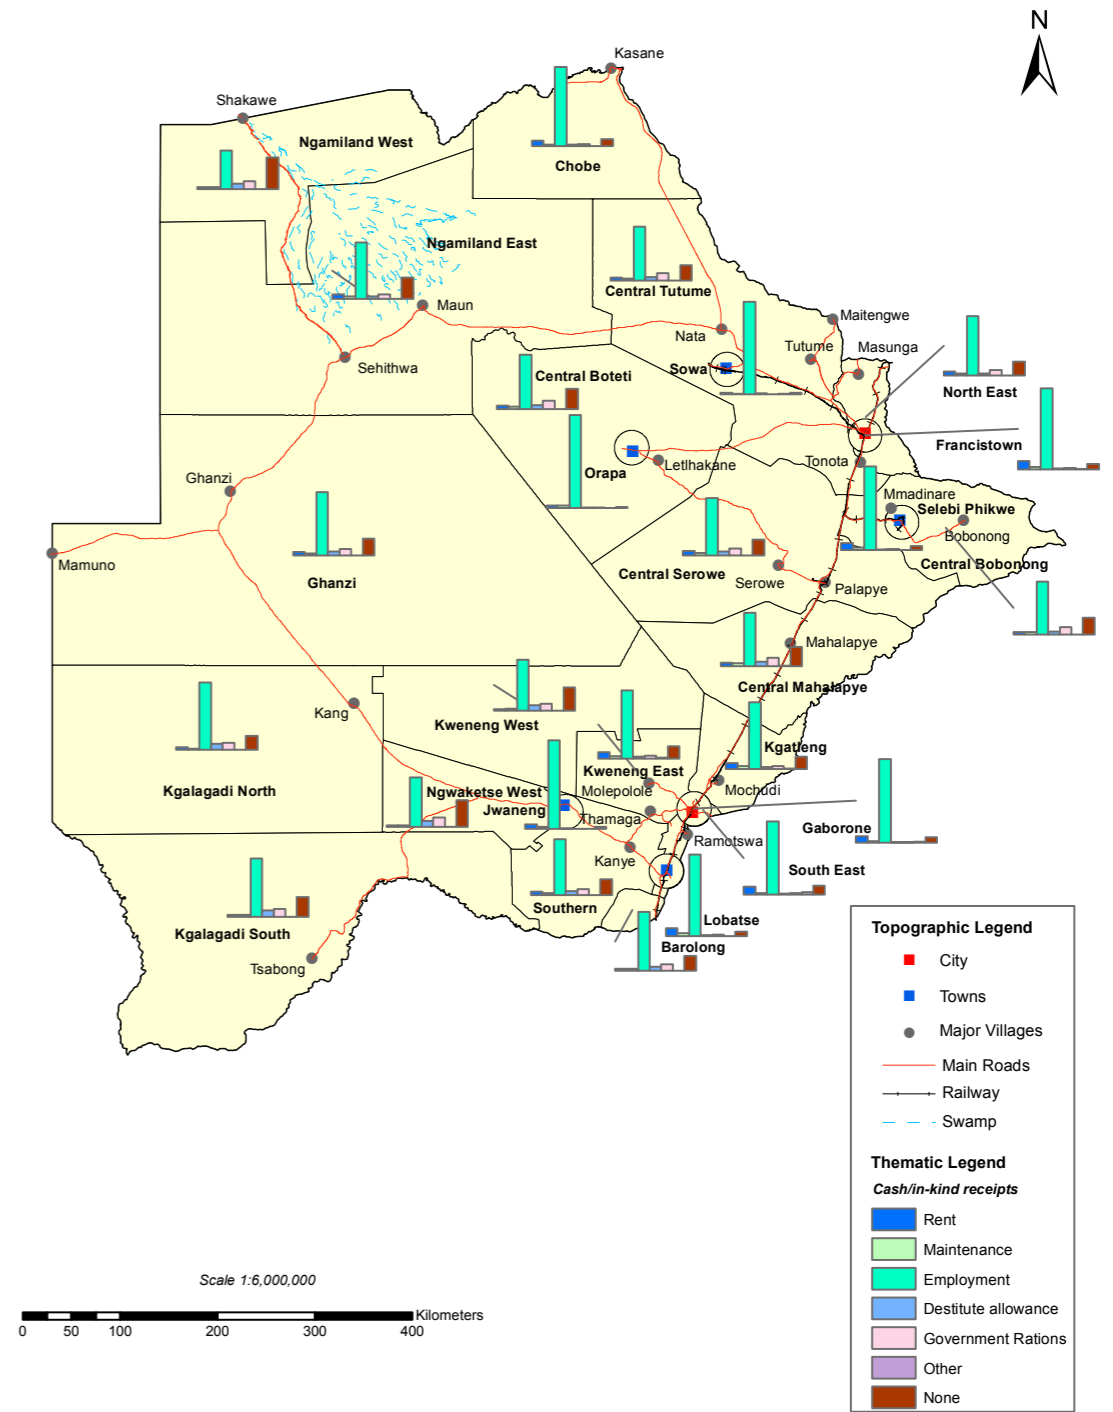 N
Kasane
Shakawe
Ngamiland West
Chobe
Ngamiland East
Central Tutume
Maun
Maitengwe
Nata
Tutume
Masunga
Sehithwa
Sowa
Central Boteti
North East
Francistown
Orapa
Letlhakane
Tonota
Ghanzi
Mmadinare
Selebi Phikwe
Bobonong
Mamuno
Central Bobonong
Central Serowe
Ghanzi
Serowe
Palapye
Mahalapye
Central Mahalapye
Kang
Kweneng West
Kgatleng
Kweneng East
Kgalagadi North
Ngwaketse West
Molepolole
Mochudi
Jwaneng
Thamaga
Gaborone
Ramotswa
Kanye
South East
Southern
Lobatse
Kgalagadi South
Barolong
Tsabong
Topographic Legend
City
Towns
Major Villages
Main Roads
Railway
Swamp
Thematic Legend
Cash/in-kind receipts
Rent
Maintenance
Employment
Destitute allowance
Government Rations
Other
None
Scale 1:6,000,000
Kilometers
0 50 100 200 300 400